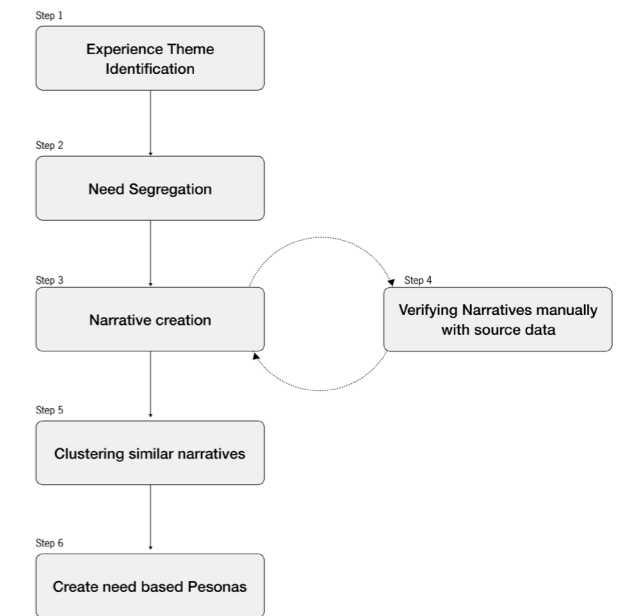 Step 1
Experience Theme
Identification
Step 2
Need Segregation
Step 3
Narrative creation
Step 4
Verifying Narratives manually
with source data
Step 5
Clustering similar narratives
Step 6
Create need based Pesonas